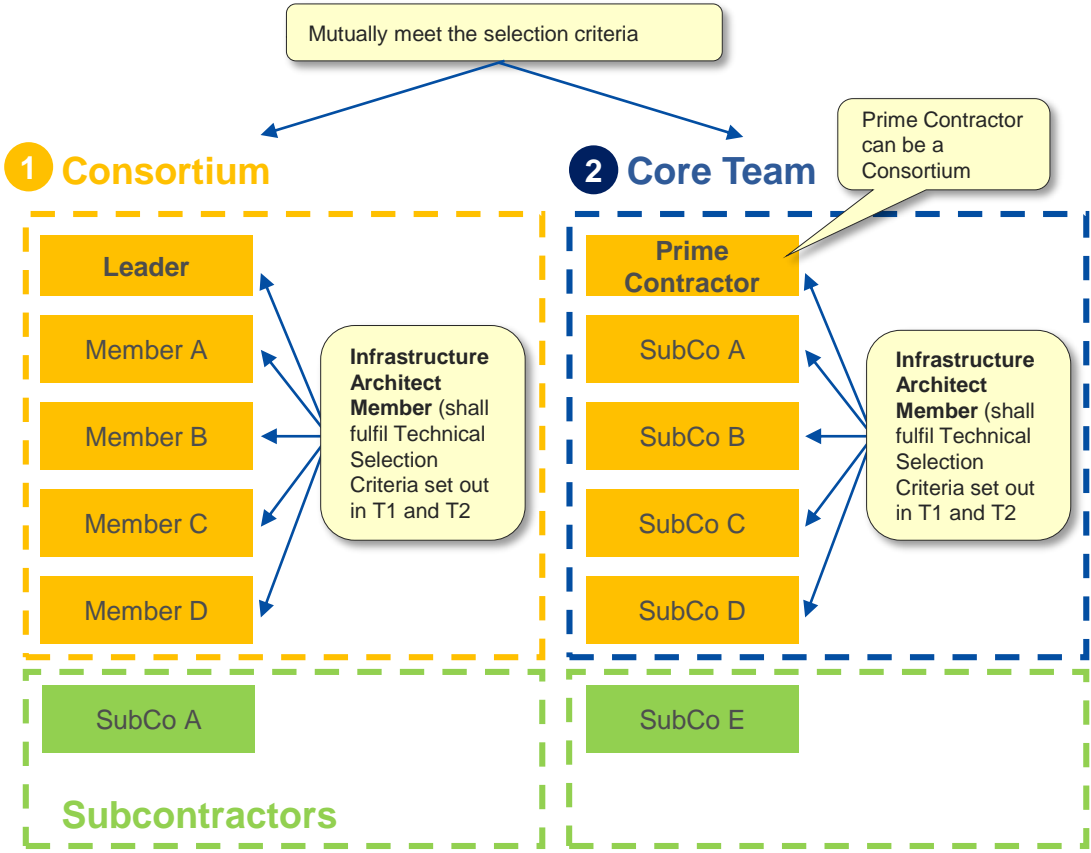 Mutually meet the selection criteria
Prime Contractor
can be a
Consortium
1 Consortium
2 Core Team
Leader
Member A
Member B
Member C
Member D
Infrastructure
Architect
Member (shall
fulfil Technical
Selection
Criteria set out
in T1 and T2
Prime
Contractor
SubCo A
SubCo B
SubCo C
SubCo D
Infrastructure
Architect
Member (shall
fulfil Technical
Selection
Criteria set out
in T1 and T2
SubCo A
Subcontractors
SubCo E